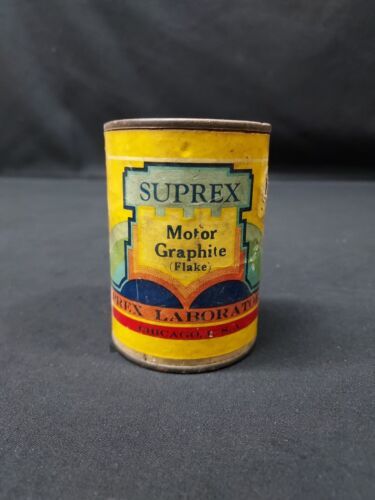 SUPREX
Motor
Graphite
(Flake)
PREX LABORATO
CHICAGO, U.S.A.